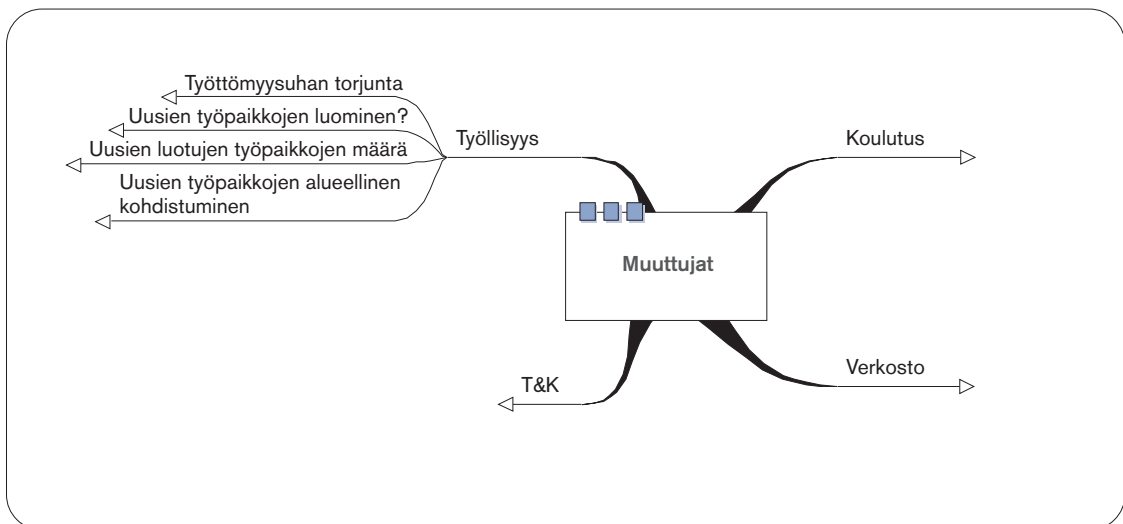 Työttömyysuhan torjunta
Uusien työpaikkojen luominen?
Uusien luotujen työpaikkojen määrä
Uusien työpaikkojen alueellinen
kohdistuminen
Työllisyys
Koulutus
Muuttujat
T&K
Verkosto